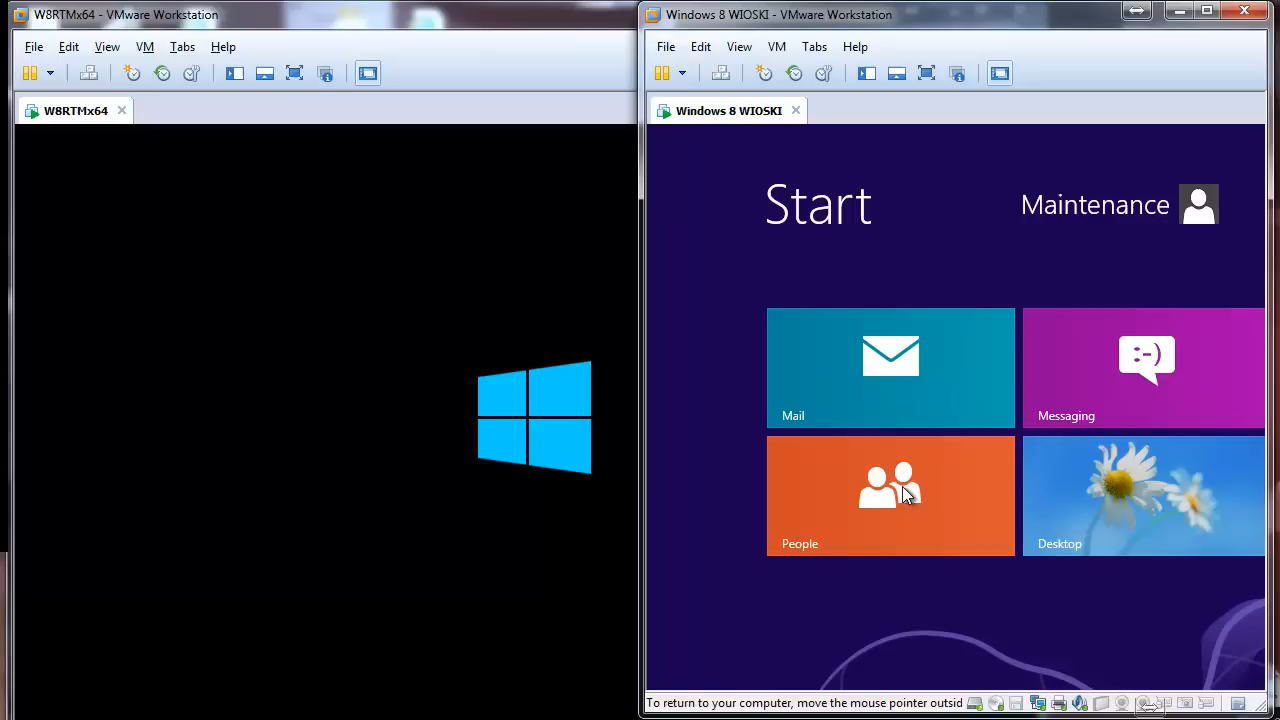 W8RTMx64 - VMware Workstation
File Edit View VM Tabs Help
W8RTMx64
Windows 8 WIOSKI - VMware Workstation
File Edit View VM Tabs Help
Windows 8 WIOSKI
Start
Maintenance
Mail
Messaging
:-)
People
Desktop
To return to your computer, move the mouse pointer outsid